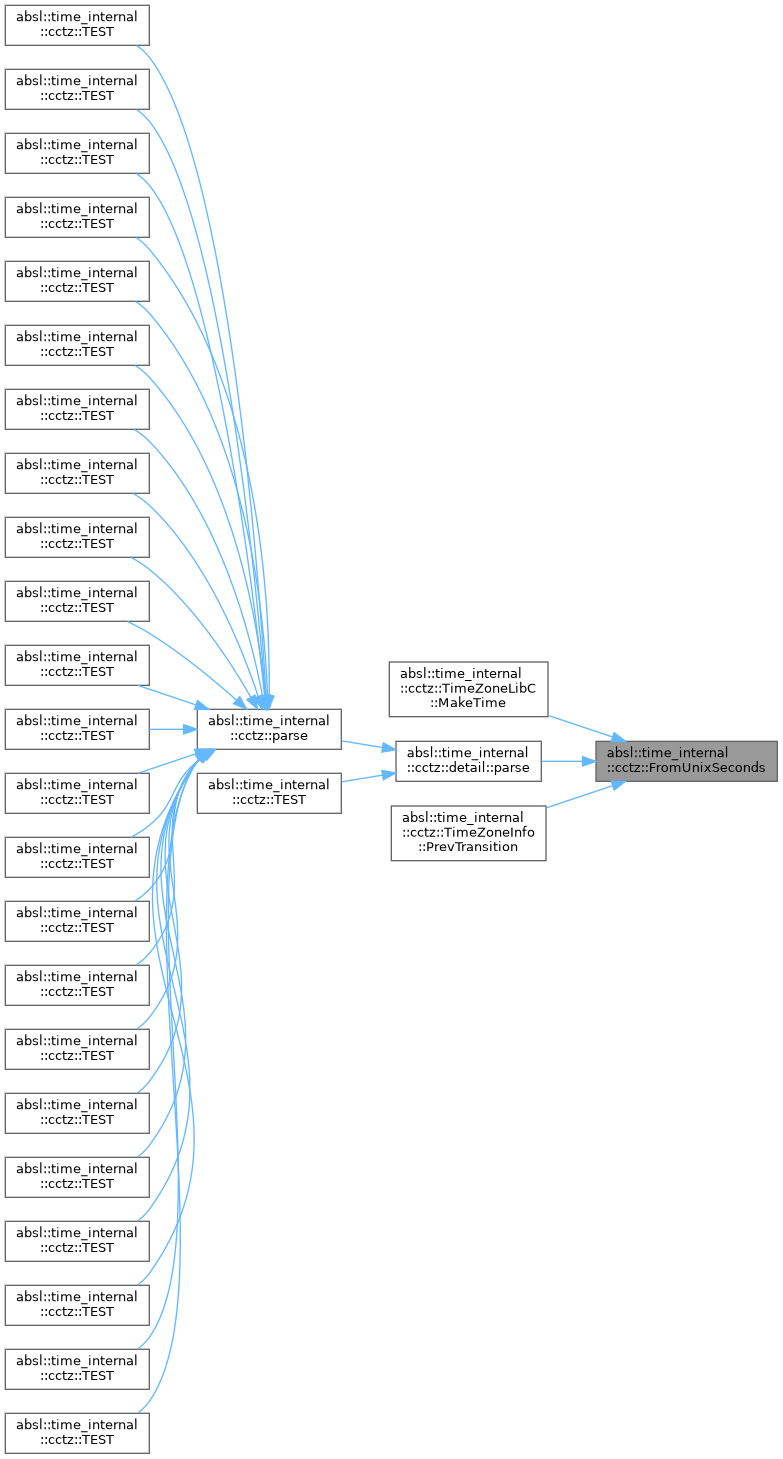 absl::time_internal
::cctz::TEST
absl::time_internal
::cctz::TEST
absl::time_internal
::cctz::TEST
absl::time_internal
::cctz::TEST
absl::time_internal
::cctz::TEST
absl::time_internal
::cctz::TEST
absl::time_internal
::cctz::TEST
absl::time_internal
::cctz::TEST
absl::time_internal
::cctz::TEST
absl::time_internal
::cctz::TEST
absl::time_internal
::cctz::TEST
absl::time_internal
::cctz::TEST
absl::time_internal
::cctz::TEST
absl::time_internal
::cctz::TEST
absl::time_internal
::cctz::TEST
absl::time_internal
::cctz::TEST
absl::time_internal
::cctz::TEST
absl::time_internal
::cctz::TEST
absl::time_internal
::cctz::TEST
absl::time_internal
::cctz::TEST
absl::time_internal
::cctz::TEST
absl::time_internal
::cctz::TEST
absl::time_internal
::cctz::TEST
absl::time_internal
::cctz::parse
absl::time_internal
::cctz::TEST
absl::time_internal
::cctz::TimeZoneLibC
::MakeTime
absl::time_internal
::cctz::detail::parse
absl::time_internal
::cctz::TimeZoneInfo
::PrevTransition
absl::time_internal
::cctz::FromUnixSeconds